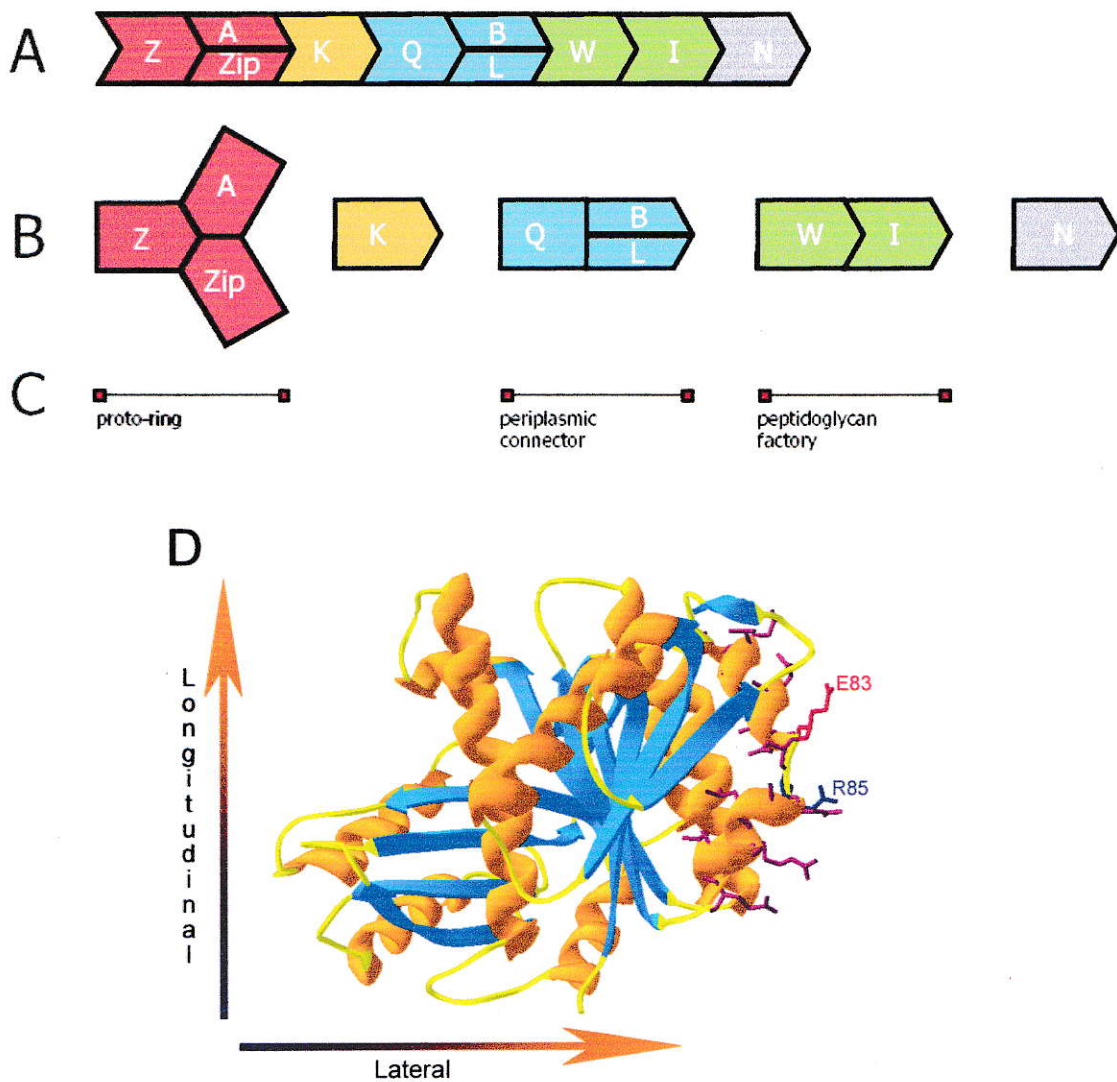 A
Z
A
Zip
K
Q
B
L
W
I
N
B
Z
A
Zip
K
Q
B
L
W
I
N
C
proto-ring
periplasmic
connector
peptidoglycan
factory
D
Longitudinal
E83
R85
Lateral